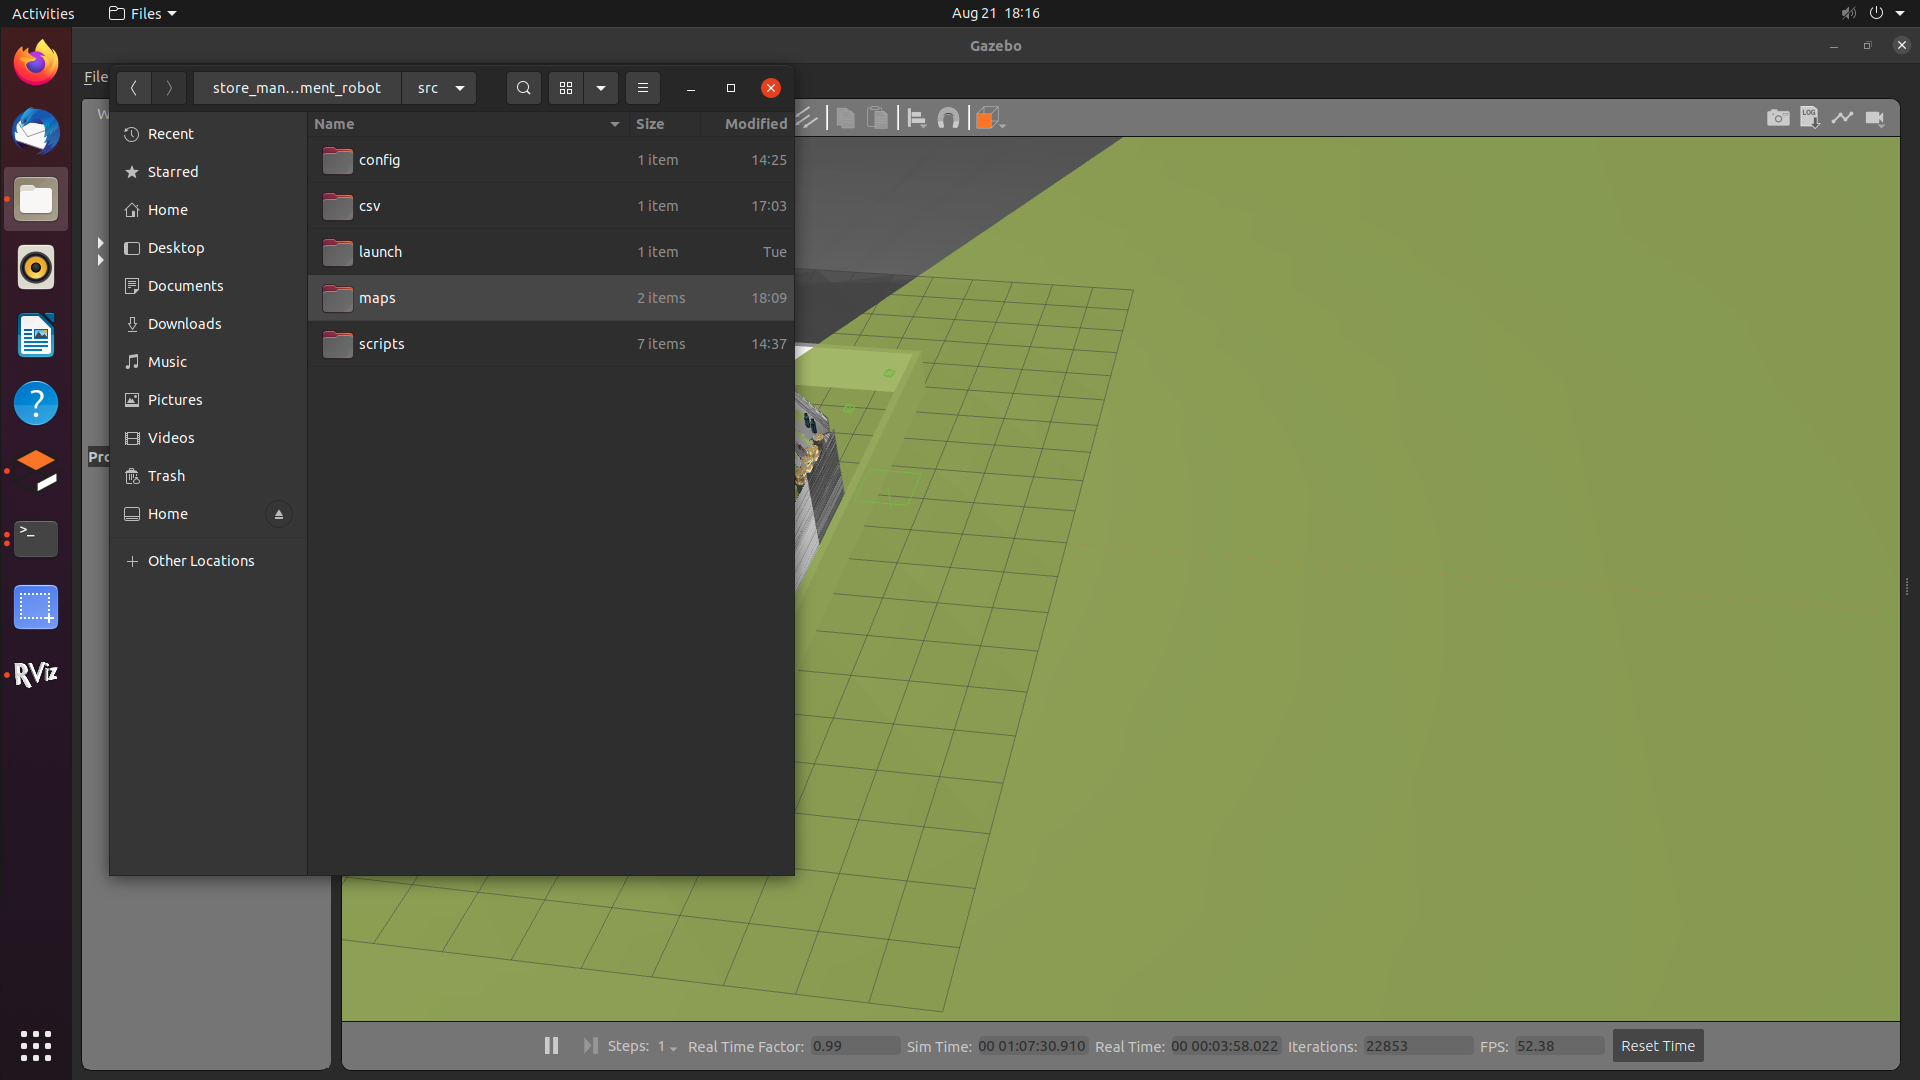 Activities Files Aug 21 18:16
Gazebo
File
store_man...ment_robot src
Name Size Modified
LOG
Recent
Starred
Home
Desktop
Documents
Downloads
Music
Pictures
Videos
Trash
Home
Other Locations
config 1 item 14:25
csv 1 item 17:03
launch 1 item Tue
maps 2 items 18:09
scripts 7 items 14:37
W
Pro
>_
?
RViz
Steps: 1 Real Time Factor: 0.99 Sim Time: 00 01:07:30.910 Real Time: 00 00:03:58.022 Iterations: 22853 FPS: 52.38 Reset Time